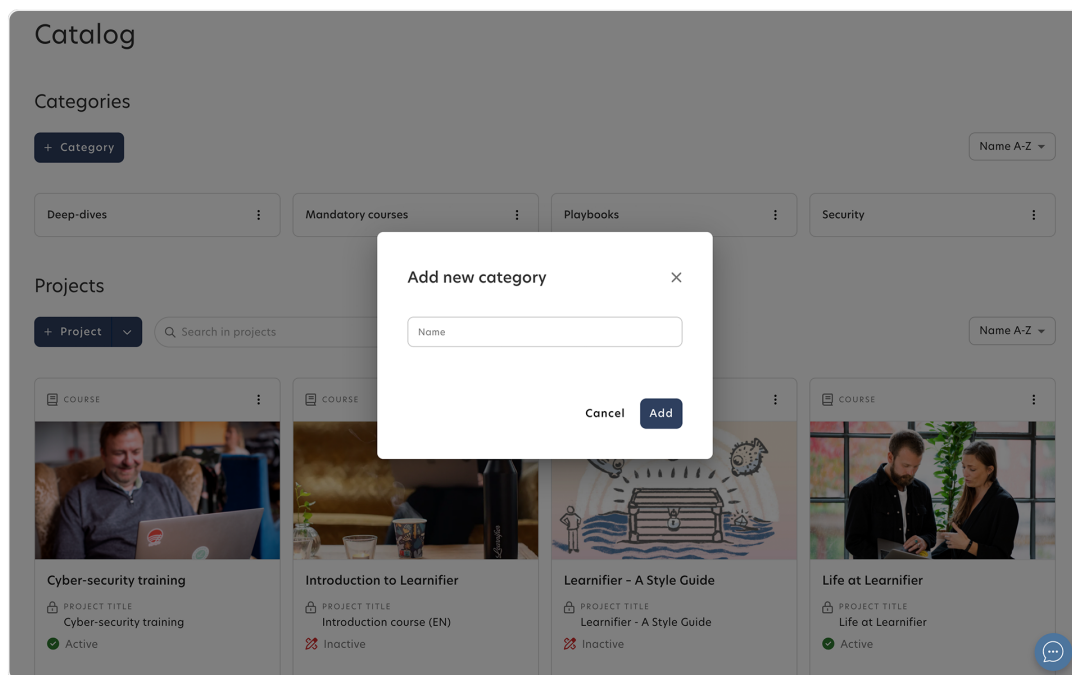 Catalog
Categories
+ Category
Name A-Z
Deep-dives
Mandatory courses
Playbooks
Security
Add new category
Name
Cancel
Add
Projects
+ Project
Search in projects
Name A-Z
COURSE
COURSE
COURSE
Learnifier
Cyber-security training
PROJECT TITLE
Cyber-security training
Active
Introduction to Learnifier
PROJECT TITLE
Introduction course (EN)
Inactive
Learnifier – A Style Guide
PROJECT TITLE
Learnifier - A Style Guide
Inactive
Life at Learnifier
PROJECT TITLE
Life at Learnifier
Active